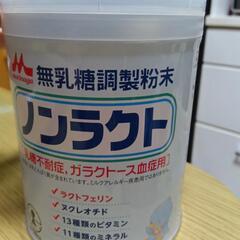 morinaga
無乳糖調製粉末
ノンラクト
乳糖不耐症、ガラクトース血症用
ラクトフェリン
ヌクレオチド
13種類のビタミン
11種類のミネラル